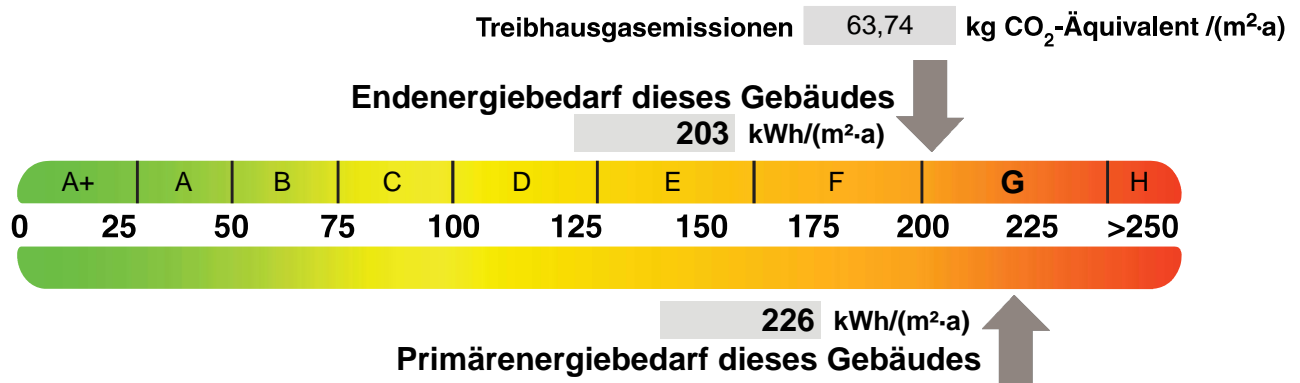 Treibhausgasemissionen 63,74 kg CO₂-Äquivalent /(m²·a)
Endenergiebedarf dieses Gebäudes
203 kWh/(m²·a)
A+ A B C D E F G H
0 25 50 75 100 125 150 175 200 225 >250
226 kWh/(m²·a)
Primärenergiebedarf dieses Gebäudes